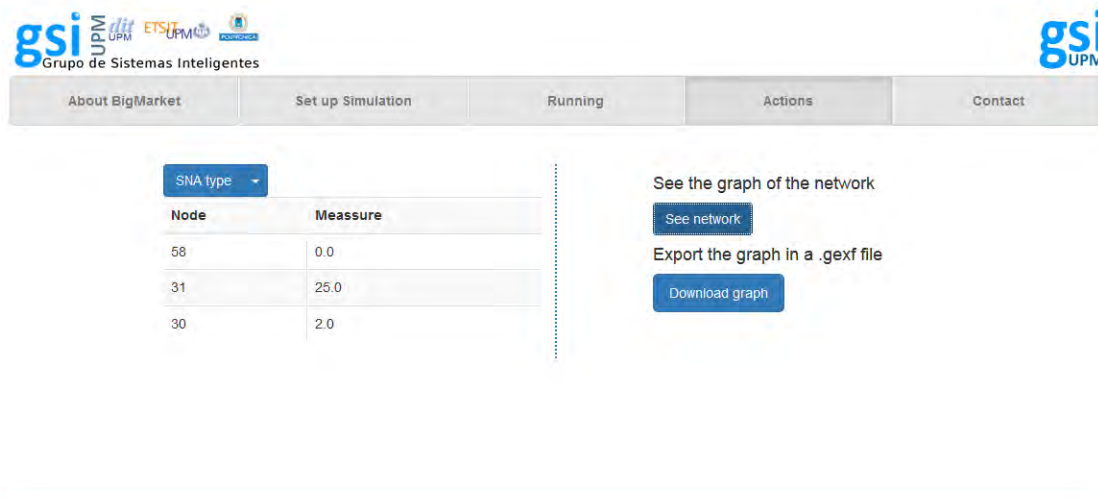 gsi UPM dit UPM ETSIT UPM POLITÉCNICA
Grupo de Sistemas Inteligentes
gsi
UPM
About BigMarket Set up Simulation Running Actions Contact
SNA type
Node Meassure
58 0.0
31 25.0
30 2.0
See the graph of the network
See network
Export the graph in a .gexf file
Download graph